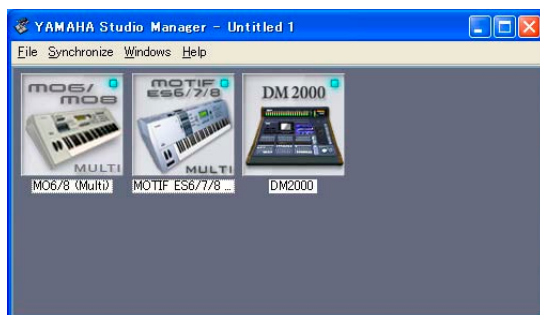 YAMAHA Studio Manager - Untitled 1
File Synchronize Windows Help
MO6/
MO8
MULTI
MO6/8 (Multi)
MOTIF
ES6/7/8
MULTI
MOTIF ES6/7/8 ...
DM 2000
DM2000